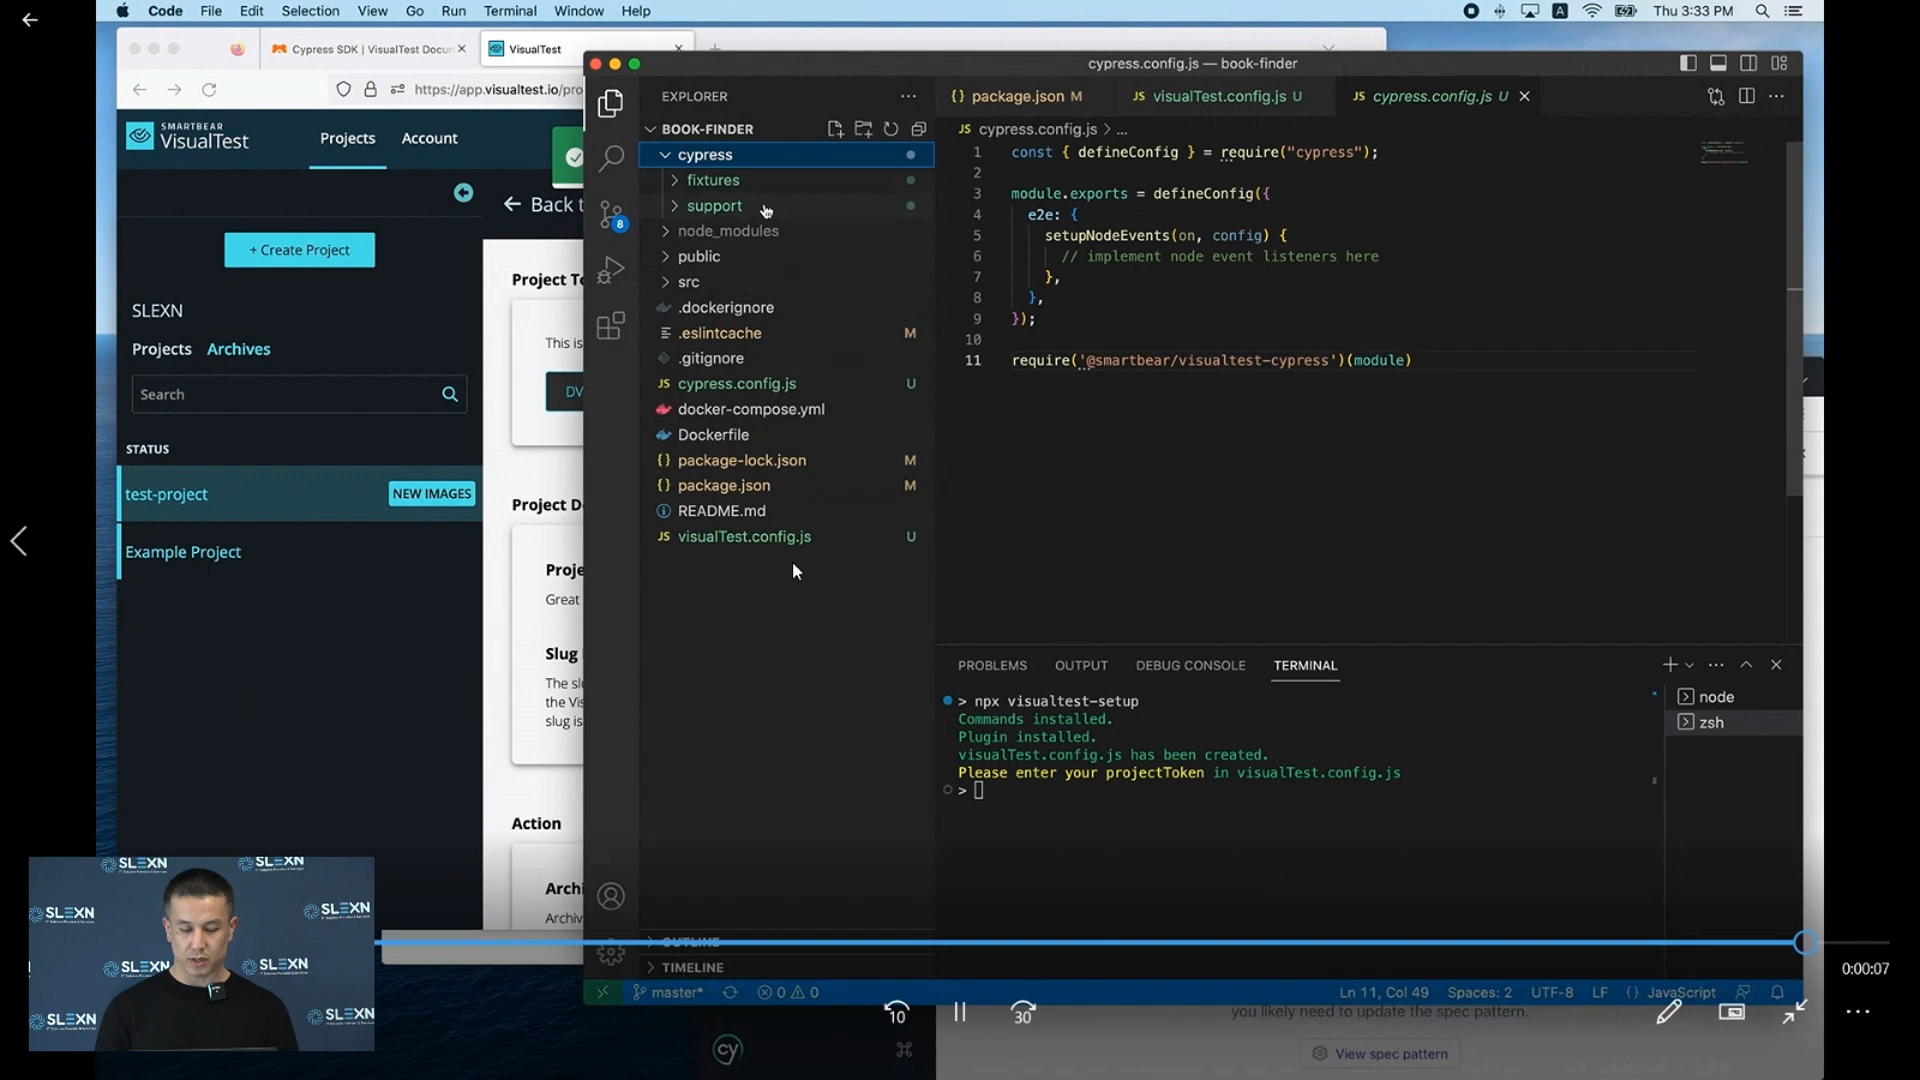 Code File Edit Selection View Go Run Terminal Window Help
A
Thu 3:33 PM
Cypress SDK | VisualTest Docun
VisualTest
https://app.visualtest.io/pro
SMARTBEAR
VisualTest
Projects
Account
Back t
+ Create Project
SLEXN
Projects Archives
Search
STATUS
test-project
NEW IMAGES
Example Project
Project To
This is
DV
Project D
Proje
Great
Slug
The slu
the Vis
slug is
Action
Archi
Archiv
cypress.config.js — book-finder
EXPLORER
BOOK-FINDER
cypress
fixtures
support
node_modules
public
src
.dockerignore
.eslintcache M
.gitignore
cypress.config.js U
docker-compose.yml
Dockerfile
package-lock.json M
package.json M
README.md
visualTest.config.js U
8
OUTLINE
TIMELINE
package.json M
JS visualTest.config.js U
JS cypress.config.js U
JS cypress.config.js > ...
1 const { defineConfig } = require("cypress");
2
3 module.exports = defineConfig({
4 e2e: {
5 setupNodeEvents(on, config) {
6 // implement node event listeners here
7 },
8 },
9 });
10
11 require('@smartbear/visualtest-cypress')(module)
PROBLEMS OUTPUT DEBUG CONSOLE TERMINAL
> npx visualtest-setup
Commands installed.
Plugin installed.
visualTest.config.js has been created.
Please enter your projectToken in visualTest.config.js
>
node
zsh
master*
0 0
Ln 11, Col 49 Spaces: 2 UTF-8 LF {} JavaScript
you likely need to update the spec pattern.
View spec pattern
cy
10
30
0:00:07
SLEXN SLEXN
SLEXN SLEXN
SLEXN SLEXN
SLEXN SLEXN